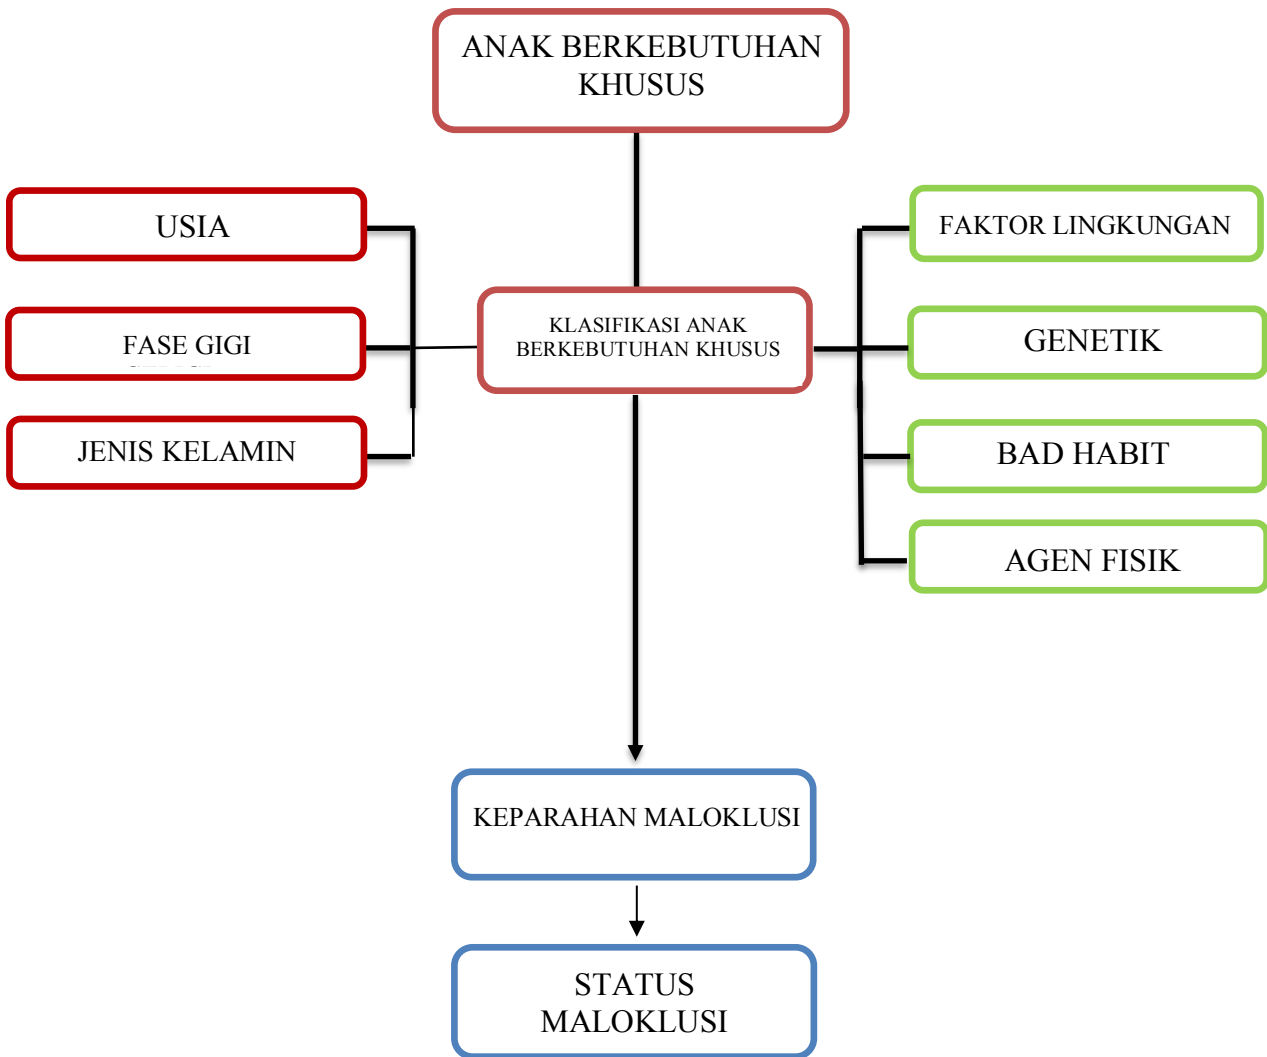 ANAK BERKEBUTUHAN
KHUSUS
USIA
FASE GIGI
JENIS KELAMIN
KLASIFIKASI ANAK
BERKEBUTUHAN KHUSUS
FAKTOR LINGKUNGAN
GENETIK
BAD HABIT
AGEN FISIK
KEPARAHAN MALOKLUSI
STATUS
MALOKLUSI